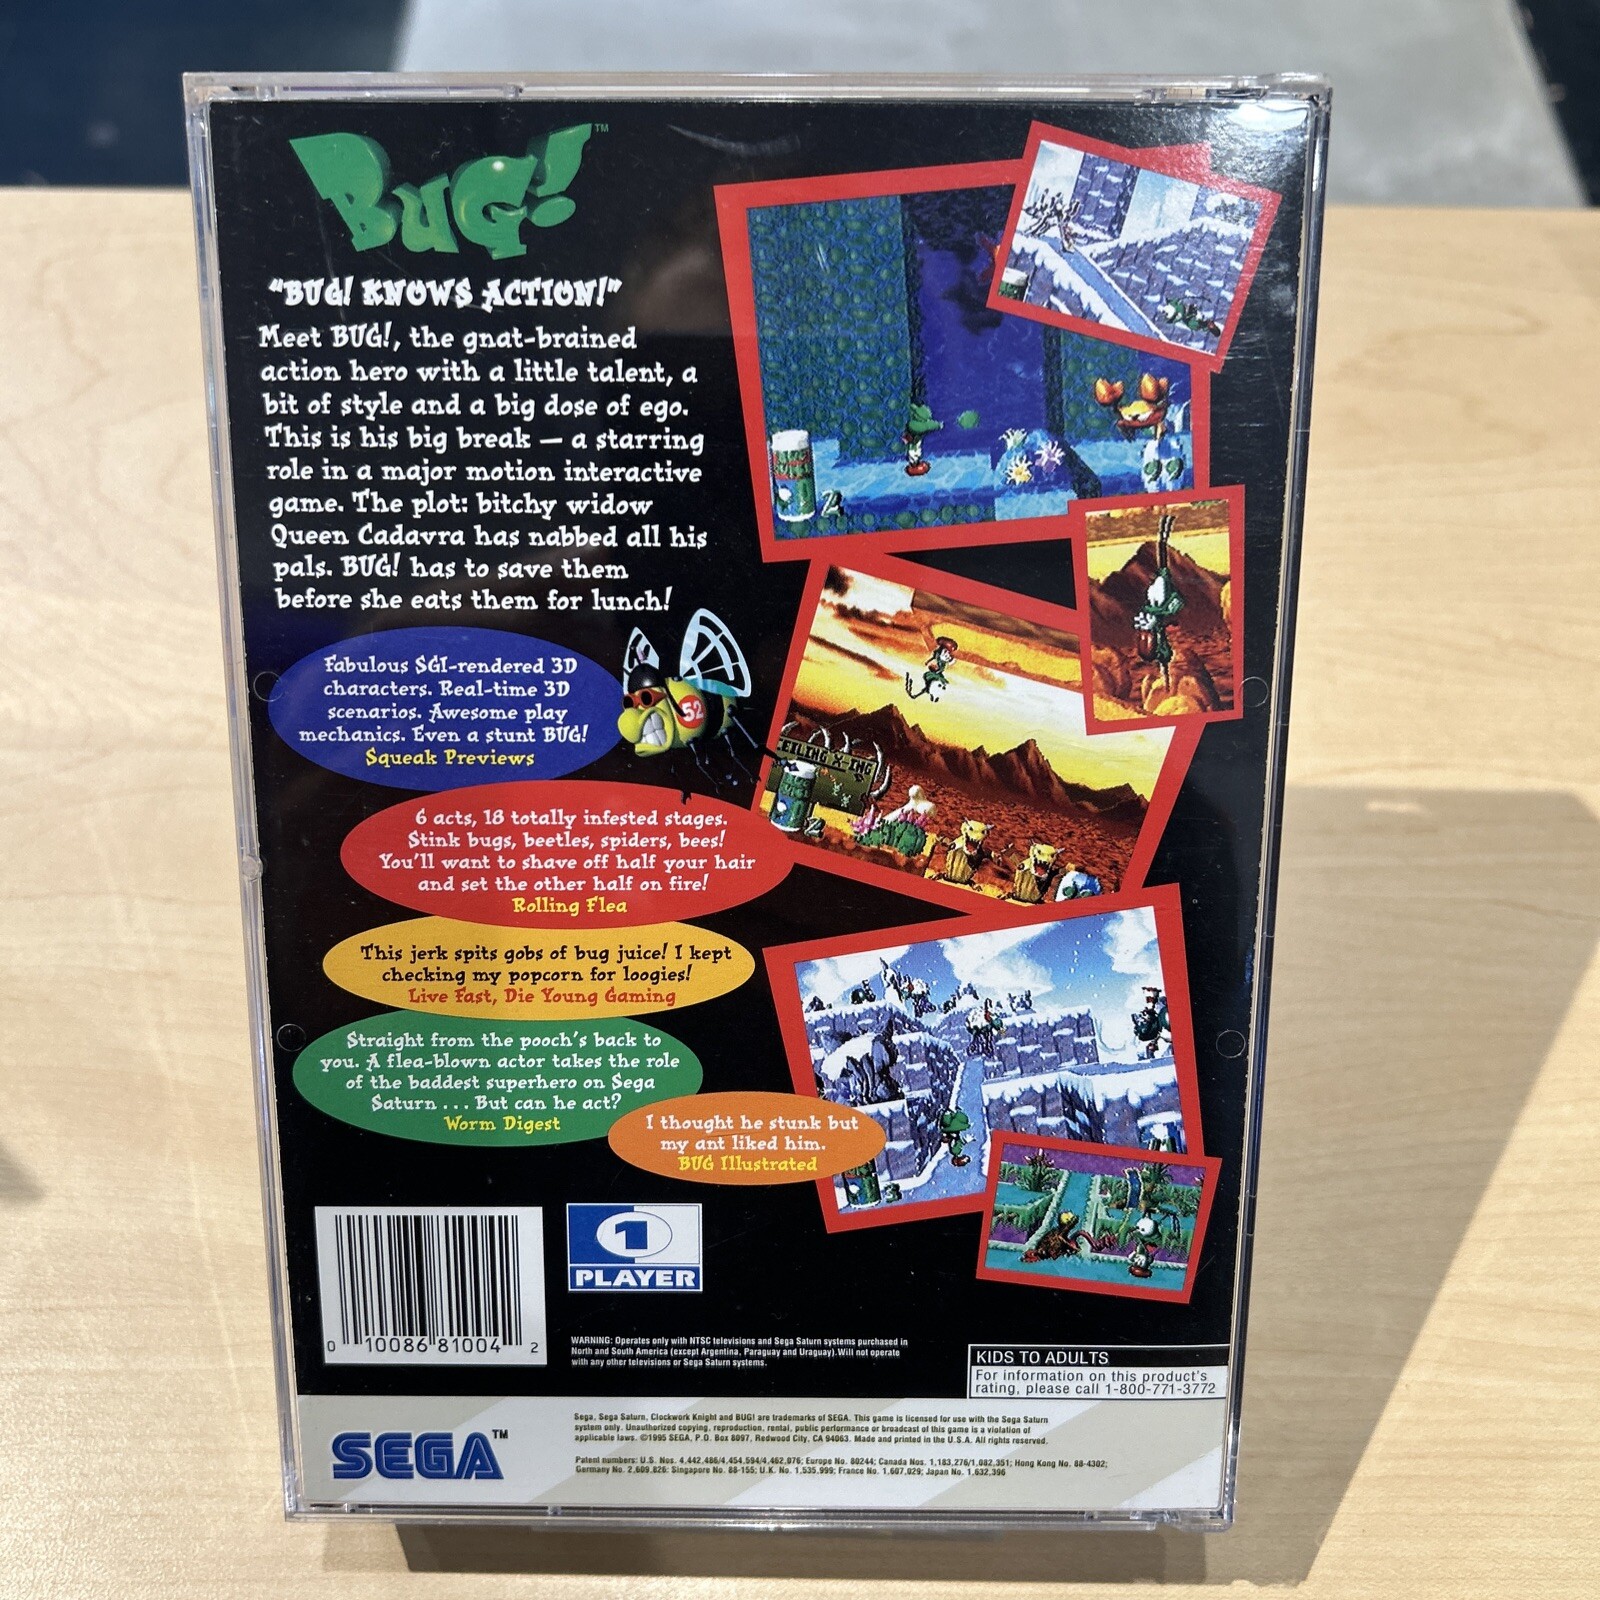 BUG!™
"BUG! KNOWS ACTION!"
Meet BUG!, the gnat-brained
action hero with a little talent, a
bit of style and a big dose of ego.
This is his big break — a starring
role in a major motion interactive
game. The plot: bitchy widow
Queen Cadavra has nabbed all his
pals. BUG! has to save them
before she eats them for lunch!
Fabulous SGI-rendered 3D
characters. Real-time 3D
scenarios. Awesome play
mechanics. Even a stunt BUG!
Squeak Previews
52
6 acts, 18 totally infested stages.
Stink bugs, beetles, spiders, bees!
You'll want to shave off half your hair
and set the other half on fire!
Rolling Flea
This jerk spits gobs of bug juice! I kept
checking my popcorn for loogies!
Live Fast, Die Young Gaming
Straight from the pooch's back to
you. A flea-blown actor takes the role
of the baddest superhero on Sega
Saturn ... But can he act?
Worm Digest
I thought he stunk but
my ant liked him.
BUG Illustrated
2
CEILING X-ING
2
3
0 10086 81004 2
1
PLAYER
WARNING: Operates only with NTSC televisions and Sega Saturn systems purchased in
North and South America (except Argentina, Paraguay and Uraguay).Will not operate
with any other televisions or Sega Saturn systems.
KIDS TO ADULTS
For information on this product's
rating, please call 1-800-771-3772
SEGA™
Sega, Sega Saturn, Clockwork Knight and BUG! are trademarks of SEGA. This game is licensed for use with the Sega Saturn
system only. Unauthorized copying, reproduction, rental, public performance or broadcast of this game is a violation of
applicable laws. ©1995 SEGA, P.O. Box 8097, Redwood City, CA 94063. Made and printed in the U.S.A. All rights reserved.
Patent numbers: U.S. Nos. 4,442,486/4,454,594/4,462,076; Europe No. 80244; Canada Nos. 1,183,276/1,082,351; Hong Kong No. 88-4302;
Germany No. 2,609,826; Singapore No. 88-155; U.K. No. 1,535,999; France No. 1,607,029; Japan No. 1,632,396